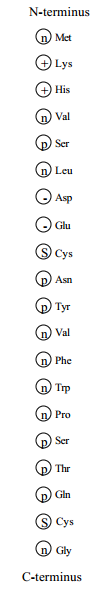 N-terminus
n Met
+ Lys
+ His
n Val
p Ser
n Leu
- Asp
- Glu
S Cys
p Asn
p Tyr
n Val
n Phe
n Trp
n Pro
p Ser
p Thr
p Gln
S Cys
n Gly
C-terminus